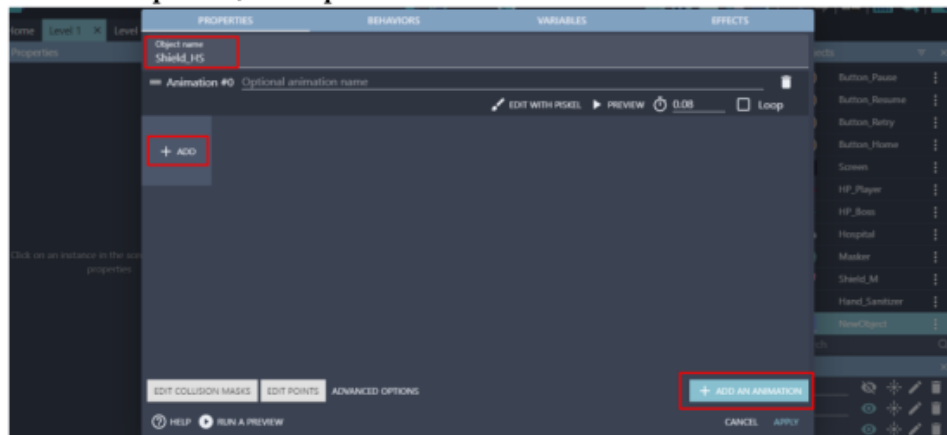 PROPERTIES BEHAVIORS VARIABLES EFFECTS
Home Level 1 × Level
Properties
Object name
Shield_HS
Animation #0 Optional animation name
EDIT WITH PISKEL PREVIEW 0.08 Loop
+ ADD
Click on an instance in the
properties
Button_Pause
Button_Resume
Button_Retry
Button_Home
Screen
HP_Player
HP_Boss
Hospital
Masker
Shield_M
Hand_Sanitizer
NewObject
EDIT COLLISION MASKS EDIT POINTS ADVANCED OPTIONS + ADD AN ANIMATION
HELP RUN A PREVIEW CANCEL APPLY